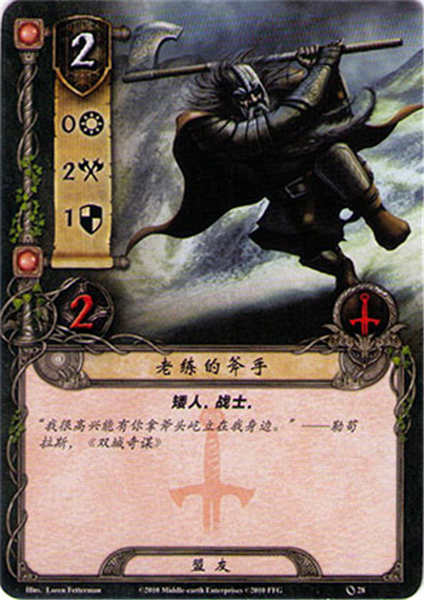 2
0
2
1
2
老练的斧手
矮人. 战士.
“我很高兴能有你拿斧头屹立在我身边。”——勒苟
拉斯，《双城奇谋》
盟友
Illus. Loren Fetterman
©2010 Middle-earth Enterprises ©2010 FFG
28